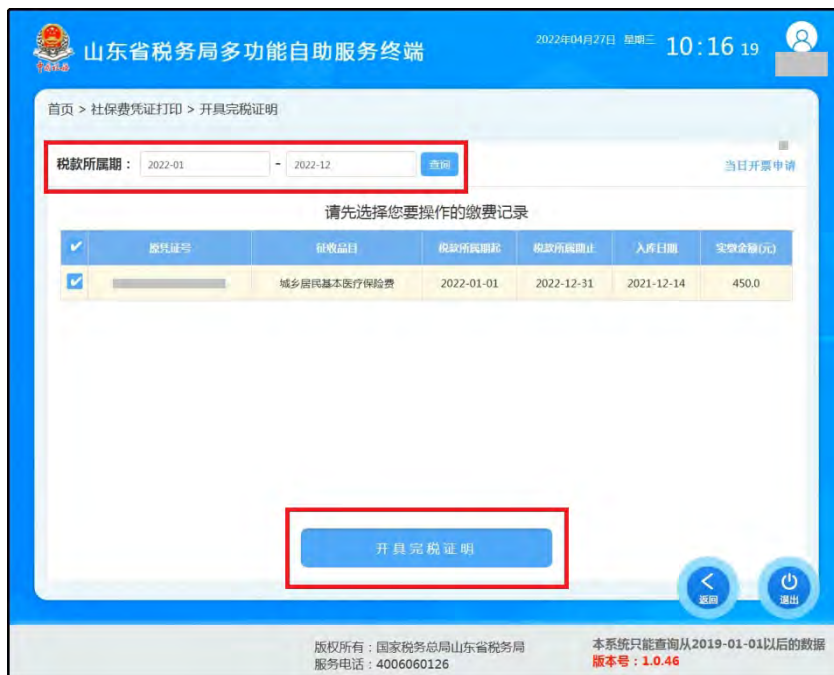 山东省税务局多功能自助服务终端
2022年04月27日 星期三 10:16 19
首页 > 社保费凭证打印 > 开具完税证明
税款所属期： 2022-01 - 2022-12 查询
当日开票申请
请先选择您要操作的缴费记录
税凭证号 征收品目 税款所属期起 税款所属期止 入库日期 实缴金额(元)
城乡居民基本医疗保险费 2022-01-01 2022-12-31 2021-12-14 450.0
开具完税证明
返回
退出
版权所有：国家税务总局山东省税务局
服务电话：4006060126
本系统只能查询从2019-01-01以后的数据
版本号：1.0.46